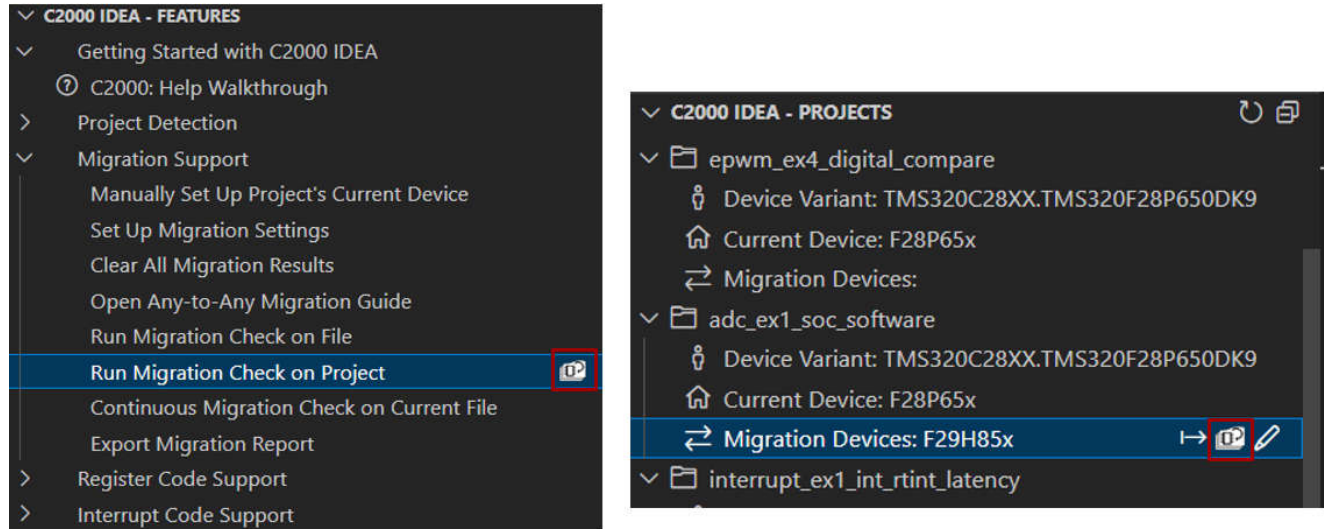 C2000 IDEA - FEATURES
Getting Started with C2000 IDEA
C2000: Help Walkthrough
Project Detection
Migration Support
Manually Set Up Project's Current Device
Set Up Migration Settings
Clear All Migration Results
Open Any-to-Any Migration Guide
Run Migration Check on File
Run Migration Check on Project
Continuous Migration Check on Current File
Export Migration Report
Register Code Support
Interrupt Code Support
C2000 IDEA - PROJECTS
epwm_ex4_digital_compare
Device Variant: TMS320C28XX.TMS320F28P650DK9
Current Device: F28P65x
Migration Devices:
adc_ex1_soc_software
Device Variant: TMS320C28XX.TMS320F28P650DK9
Current Device: F28P65x
Migration Devices: F29H85x
interrupt_ex1_int_rtint_latency